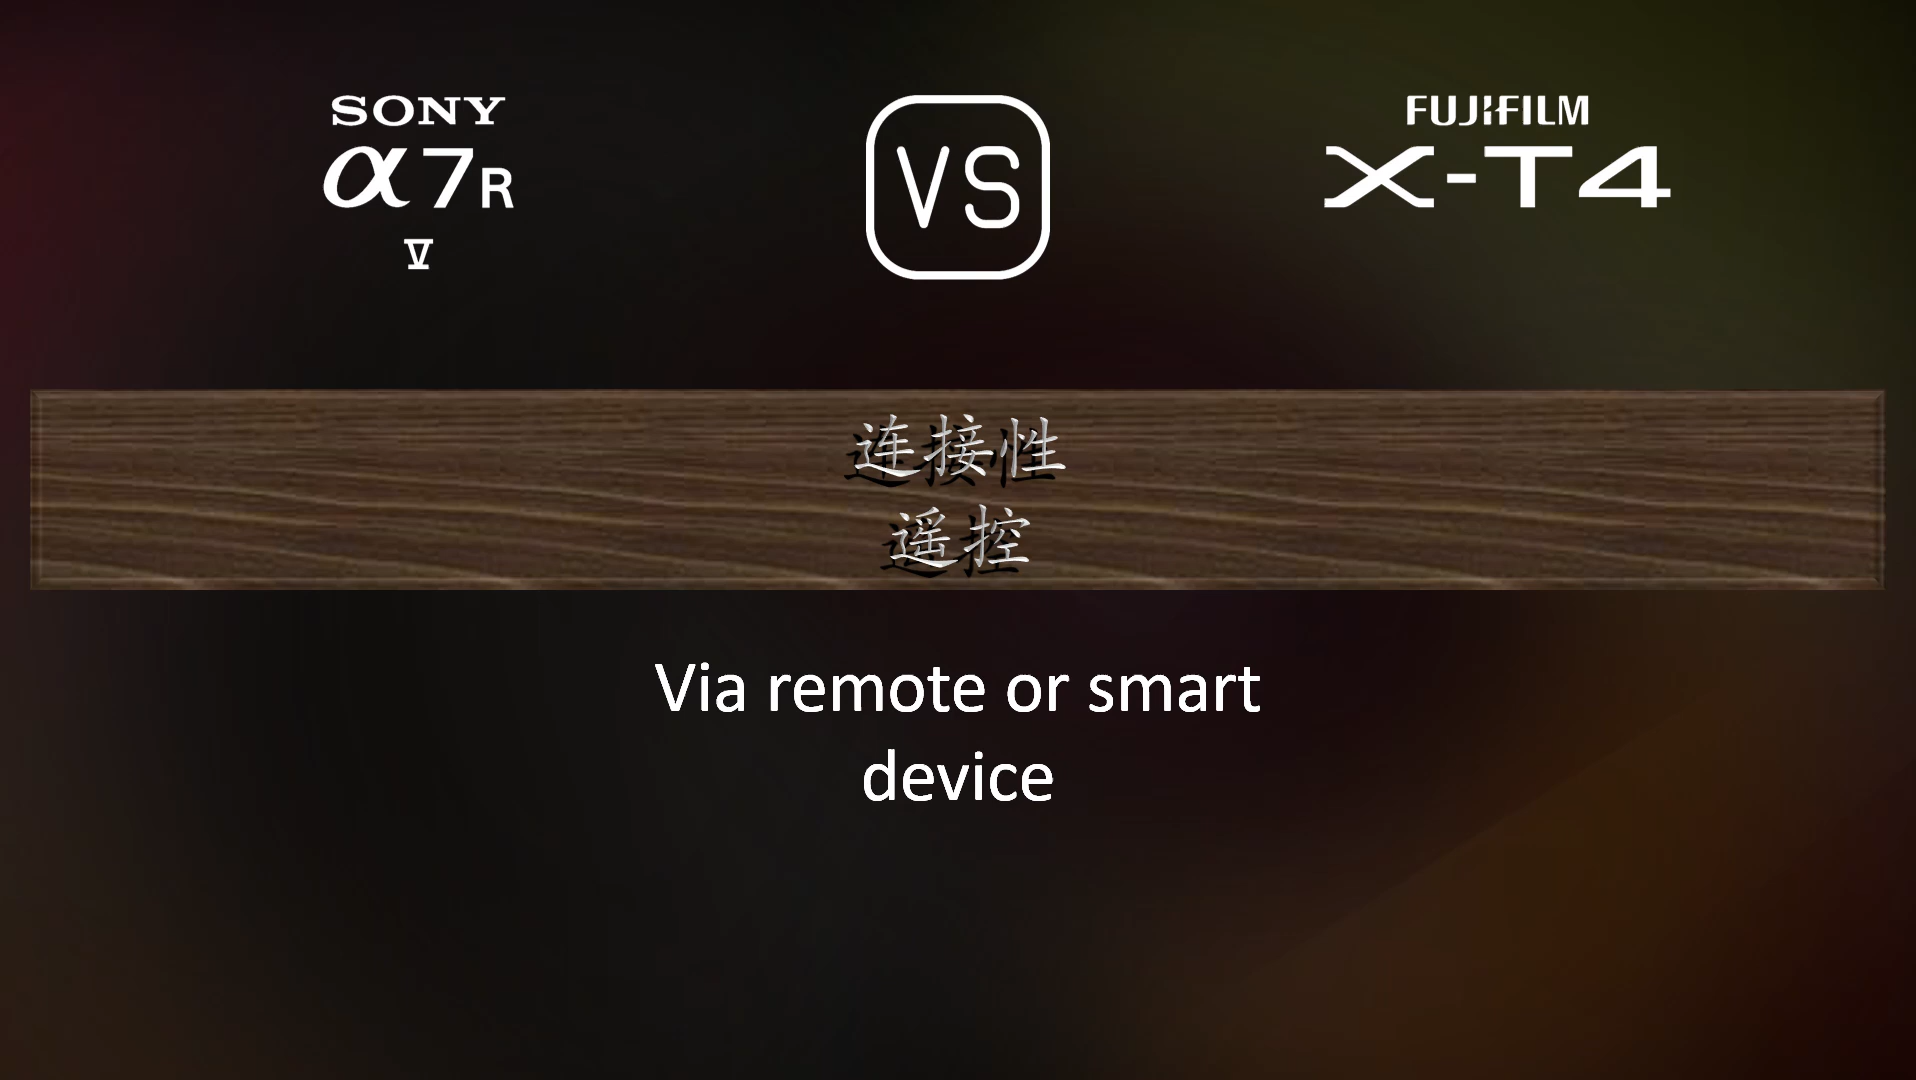 SONY
α7R
V
VS
FUJIFILM
X-T4
连接性
遥控
Via remote or smart
device